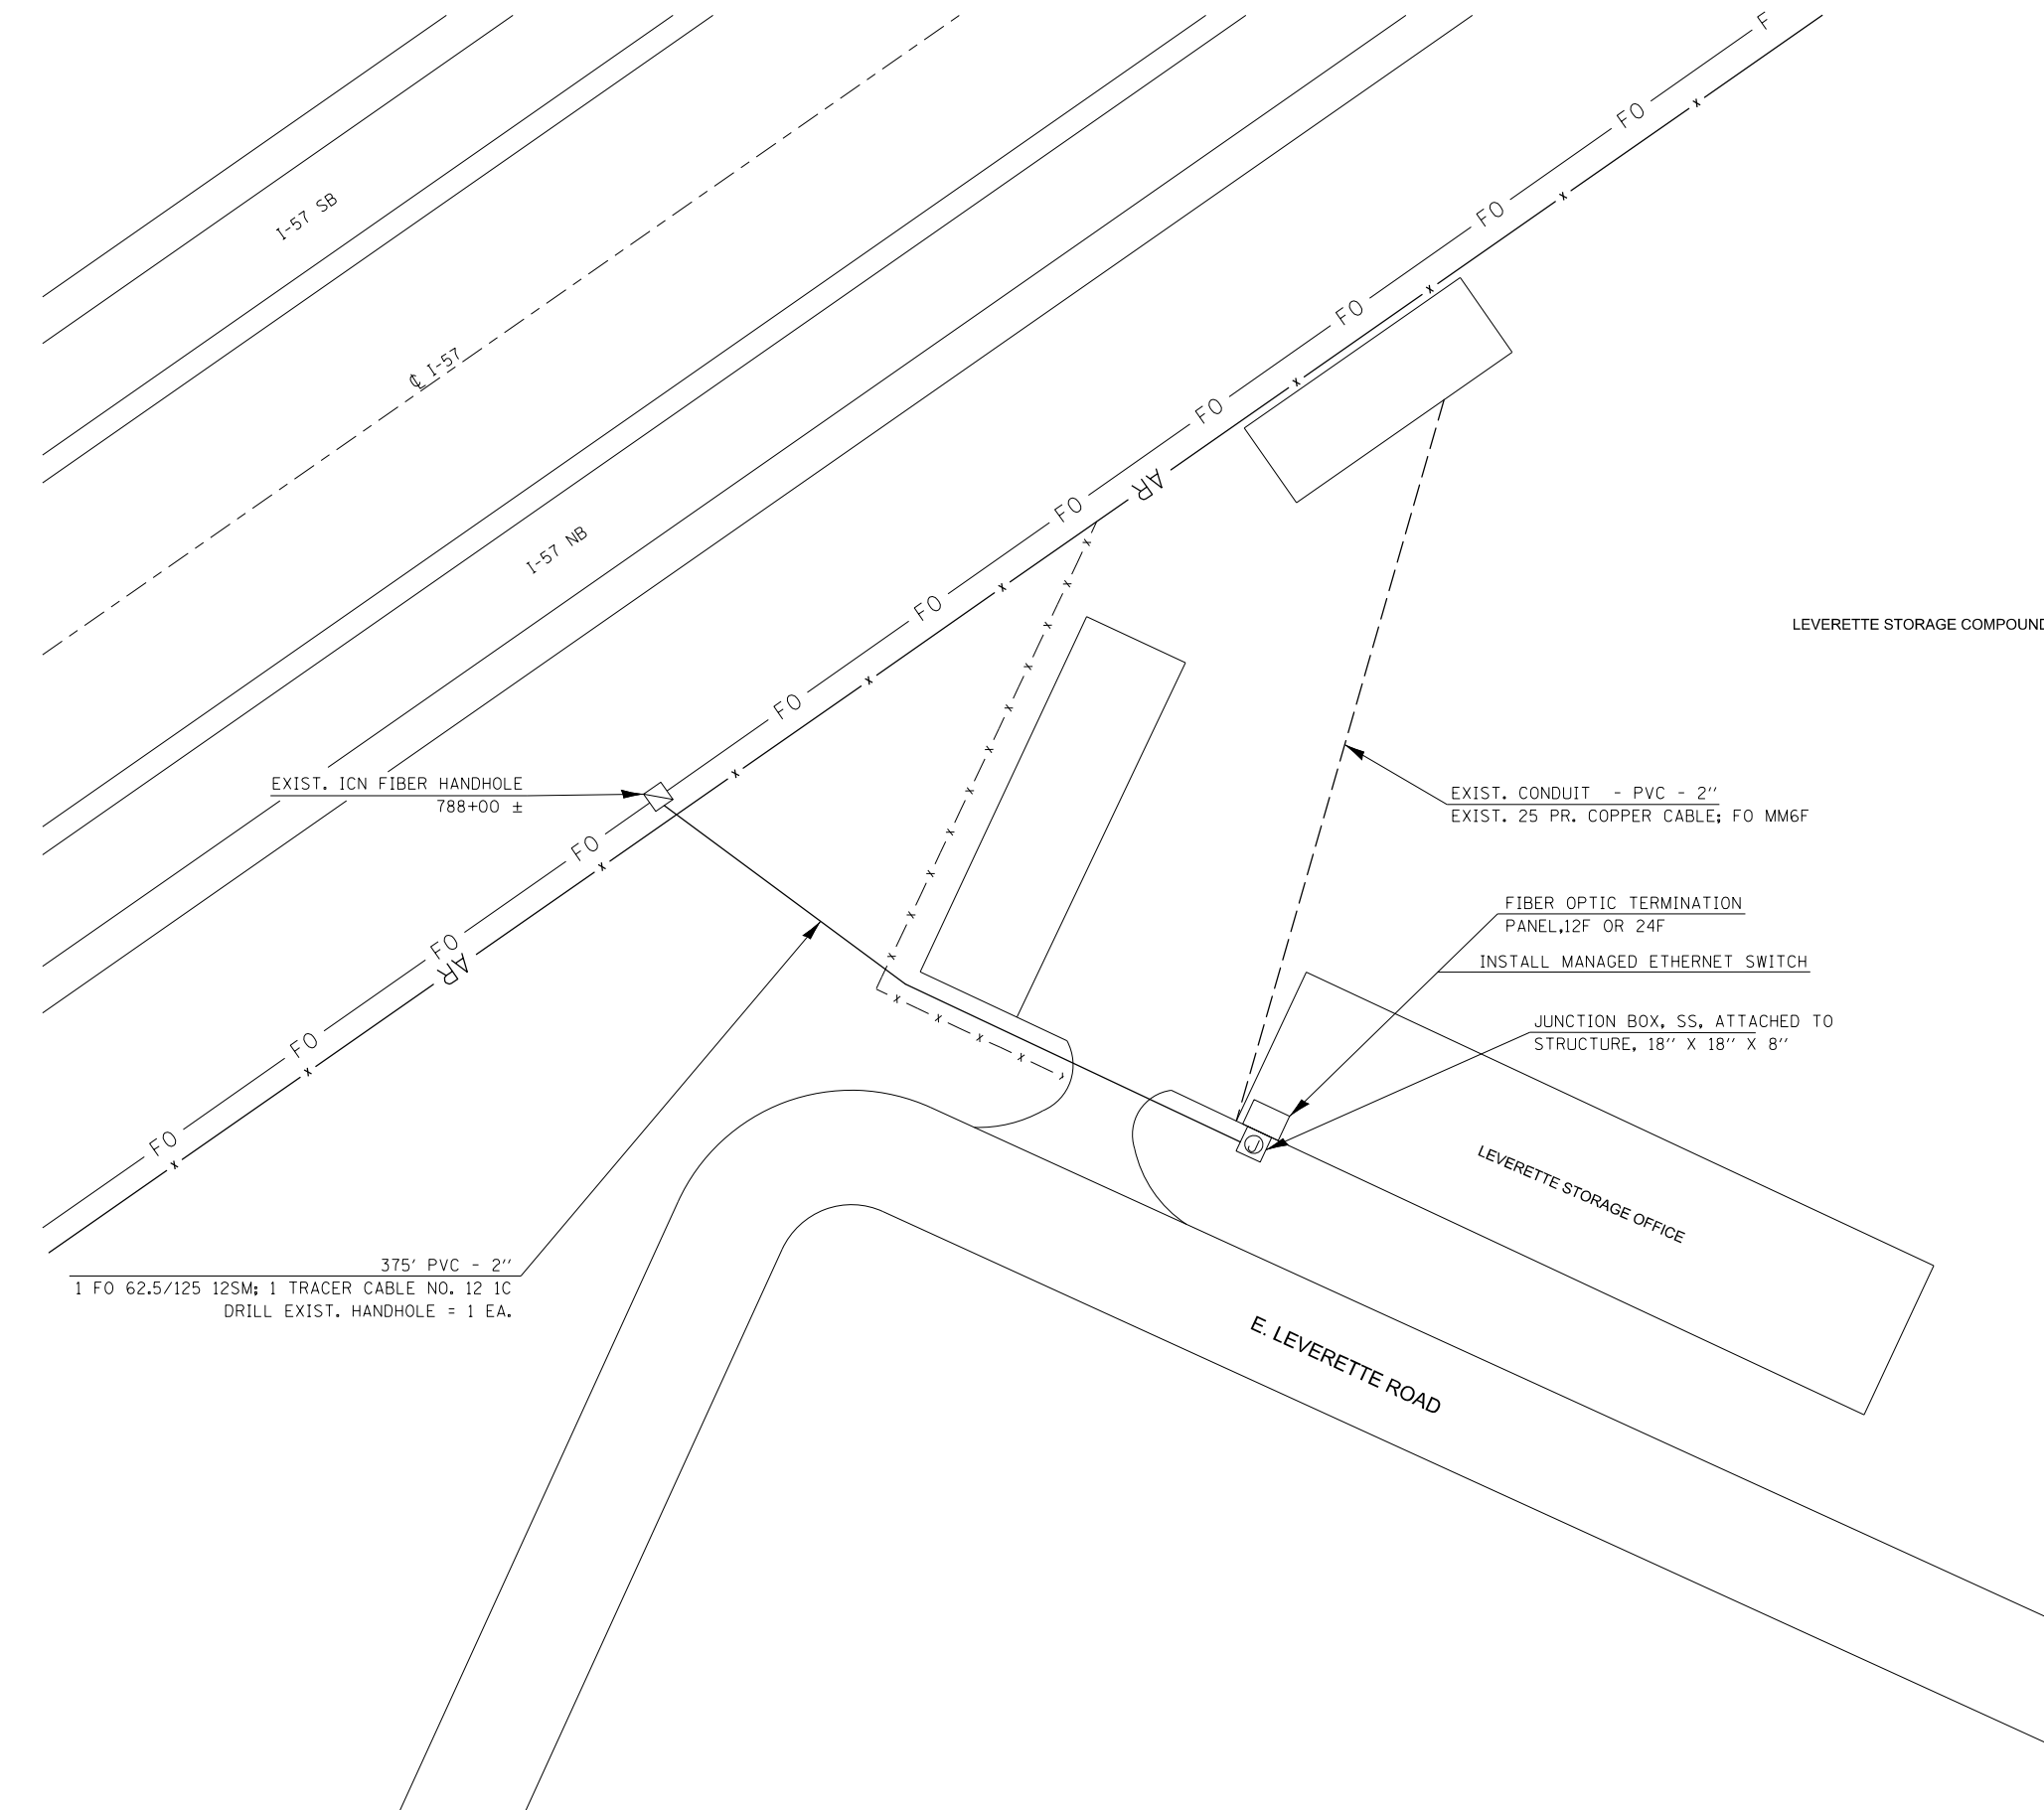 F
FO
FO
FO
FO
FO
FO
FO
FO
FO
FO
FO
FO
I-57 SB
℄ I-57
I-57 NB
AR
AR
LEVERETTE STORAGE COMPOUND
EXIST. ICN FIBER HANDHOLE
788+00 ±
EXIST. CONDUIT - PVC - 2''
EXIST. 25 PR. COPPER CABLE; FO MM6F
FIBER OPTIC TERMINATION
PANEL,12F OR 24F
INSTALL MANAGED ETHERNET SWITCH
JUNCTION BOX, SS, ATTACHED TO
STRUCTURE, 18'' X 18'' X 8''
J
LEVERETTE STORAGE OFFICE
375' PVC - 2''
1 FO 62.5/125 12SM; 1 TRACER CABLE NO. 12 1C
DRILL EXIST. HANDHOLE = 1 EA.
E. LEVERETTE ROAD